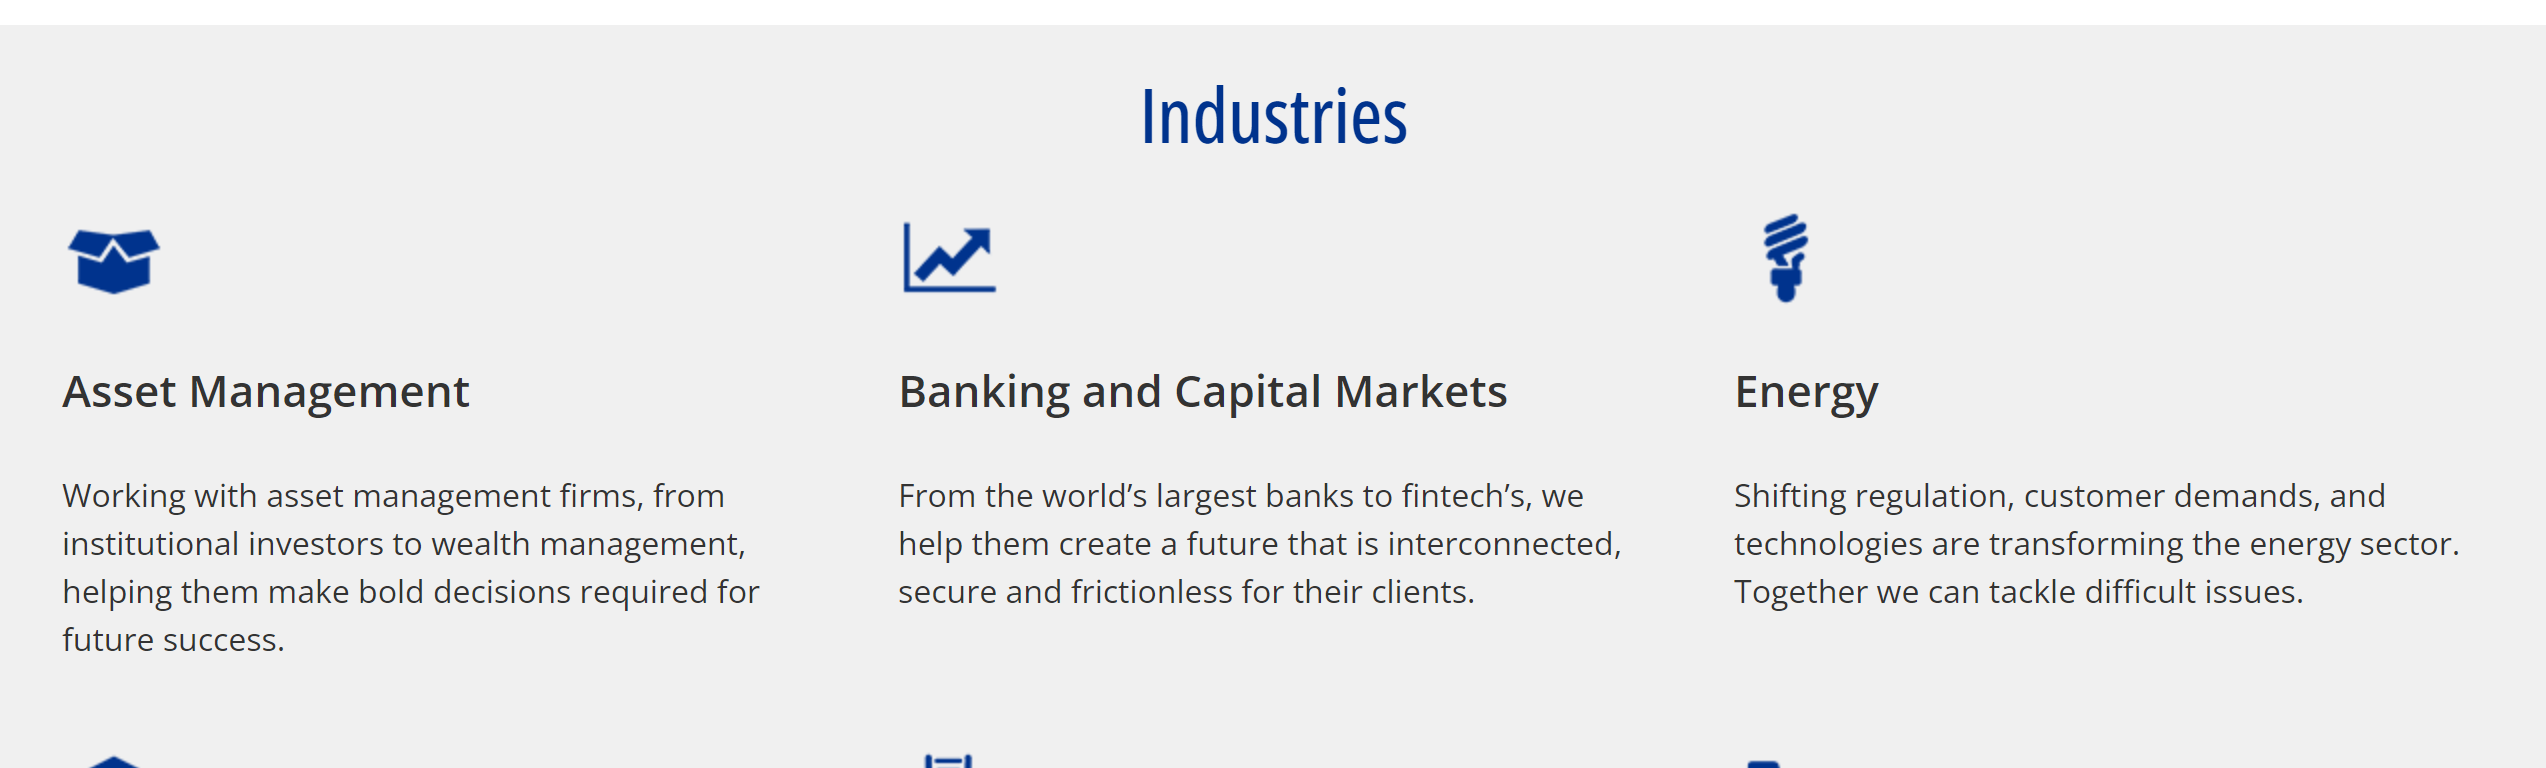 Industries
Asset Management
Working with asset management firms, from
institutional investors to wealth management,
helping them make bold decisions required for
future success.
Banking and Capital Markets
From the world’s largest banks to fintech’s, we
help them create a future that is interconnected,
secure and frictionless for their clients.
Energy
Shifting regulation, customer demands, and
technologies are transforming the energy sector.
Together we can tackle difficult issues.